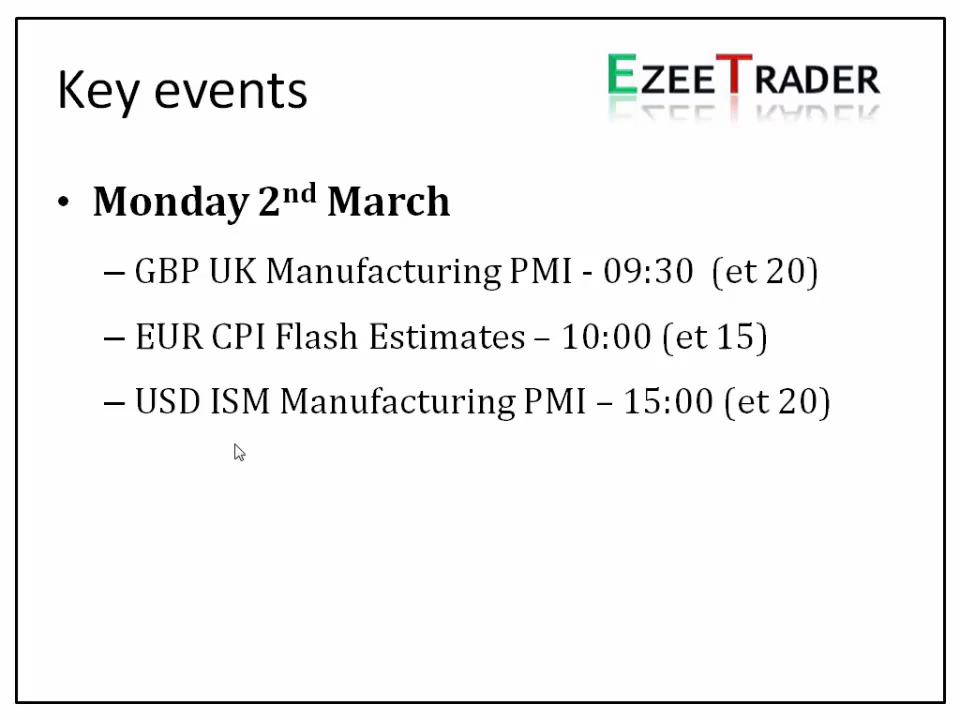 Key events
EZEETRADER
• Monday 2nd March
– GBP UK Manufacturing PMI - 09:30 (et 20)
– EUR CPI Flash Estimates – 10:00 (et 15)
– USD ISM Manufacturing PMI – 15:00 (et 20)